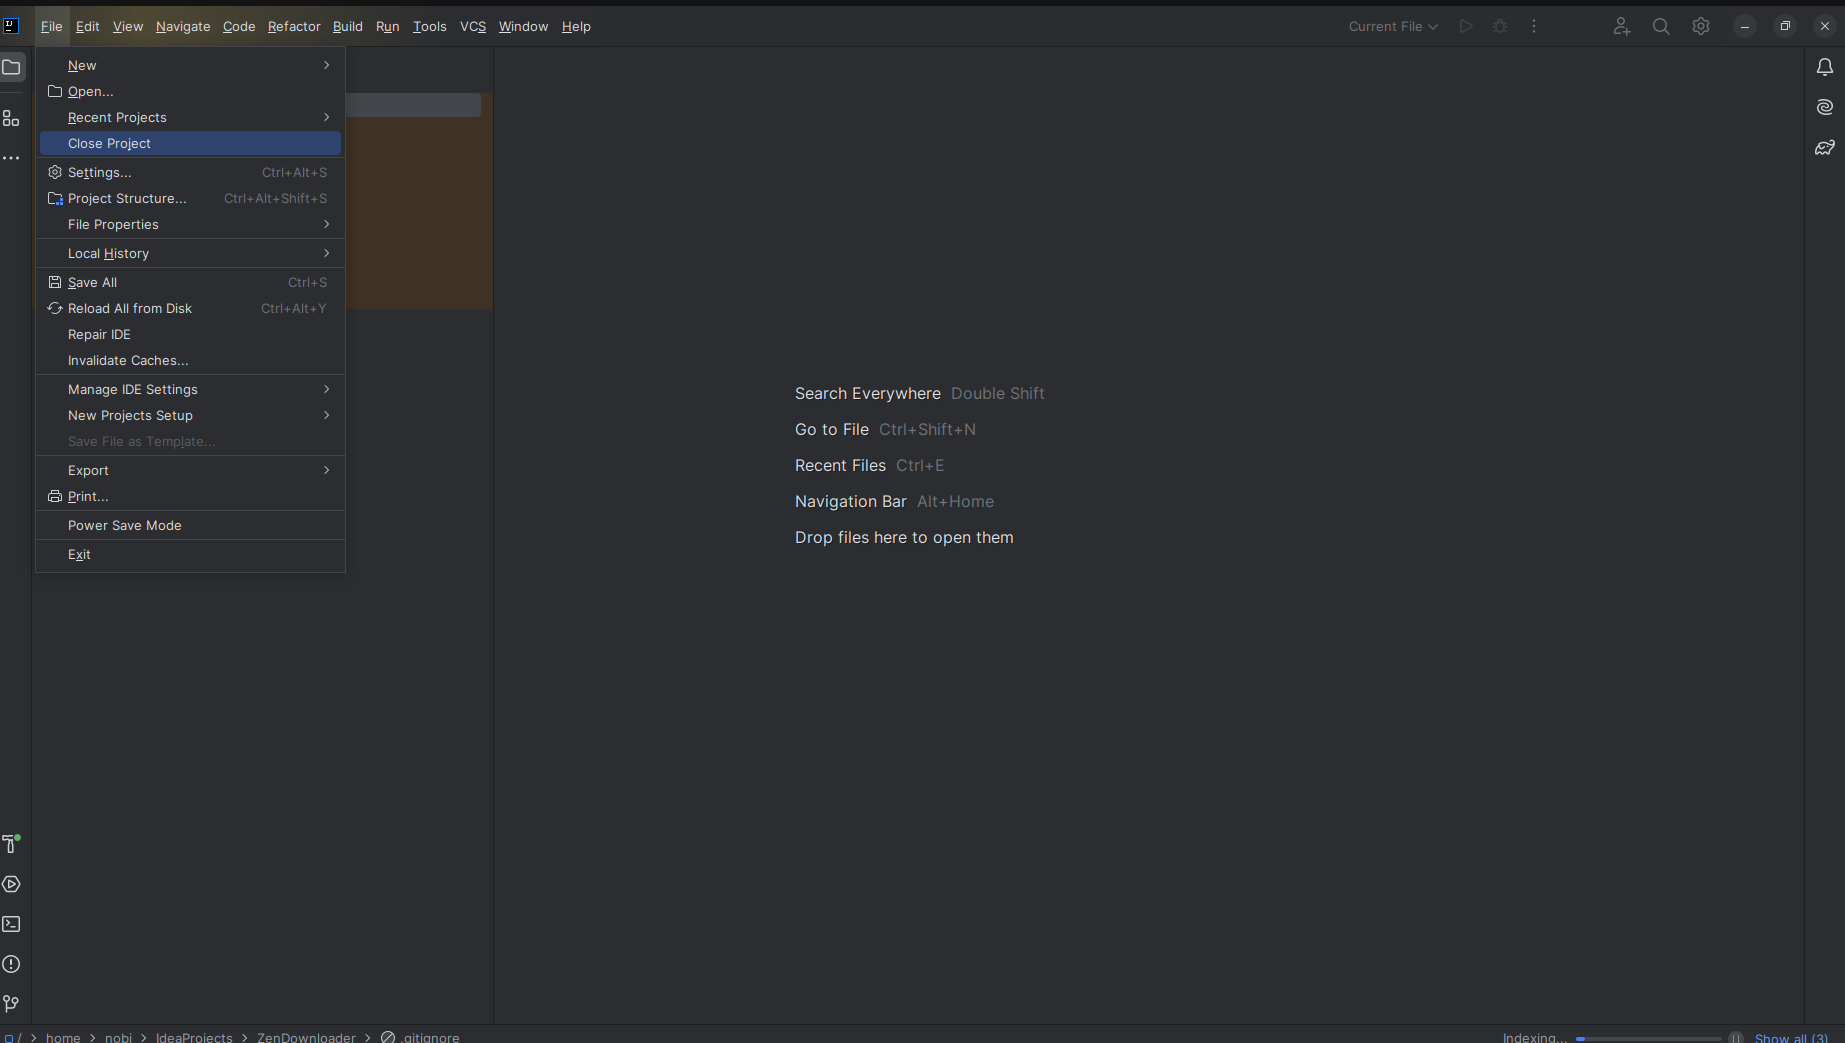 File Edit View Navigate Code Refactor Build Run Tools VCS Window Help Current File
New
Open...
Recent Projects
Close Project
Settings... Ctrl+Alt+S
Project Structure... Ctrl+Alt+Shift+S
File Properties
Local History
Save All Ctrl+S
Reload All from Disk Ctrl+Alt+Y
Repair IDE
Invalidate Caches...
Manage IDE Settings
New Projects Setup
Save File as Template...
Export
Print...
Power Save Mode
Exit
Search Everywhere Double Shift
Go to File Ctrl+Shift+N
Recent Files Ctrl+E
Navigation Bar Alt+Home
Drop files here to open them
/ > home > nobi > IdeaProjects > ZenDownloader > .gitignore Indexing... Show all (3)